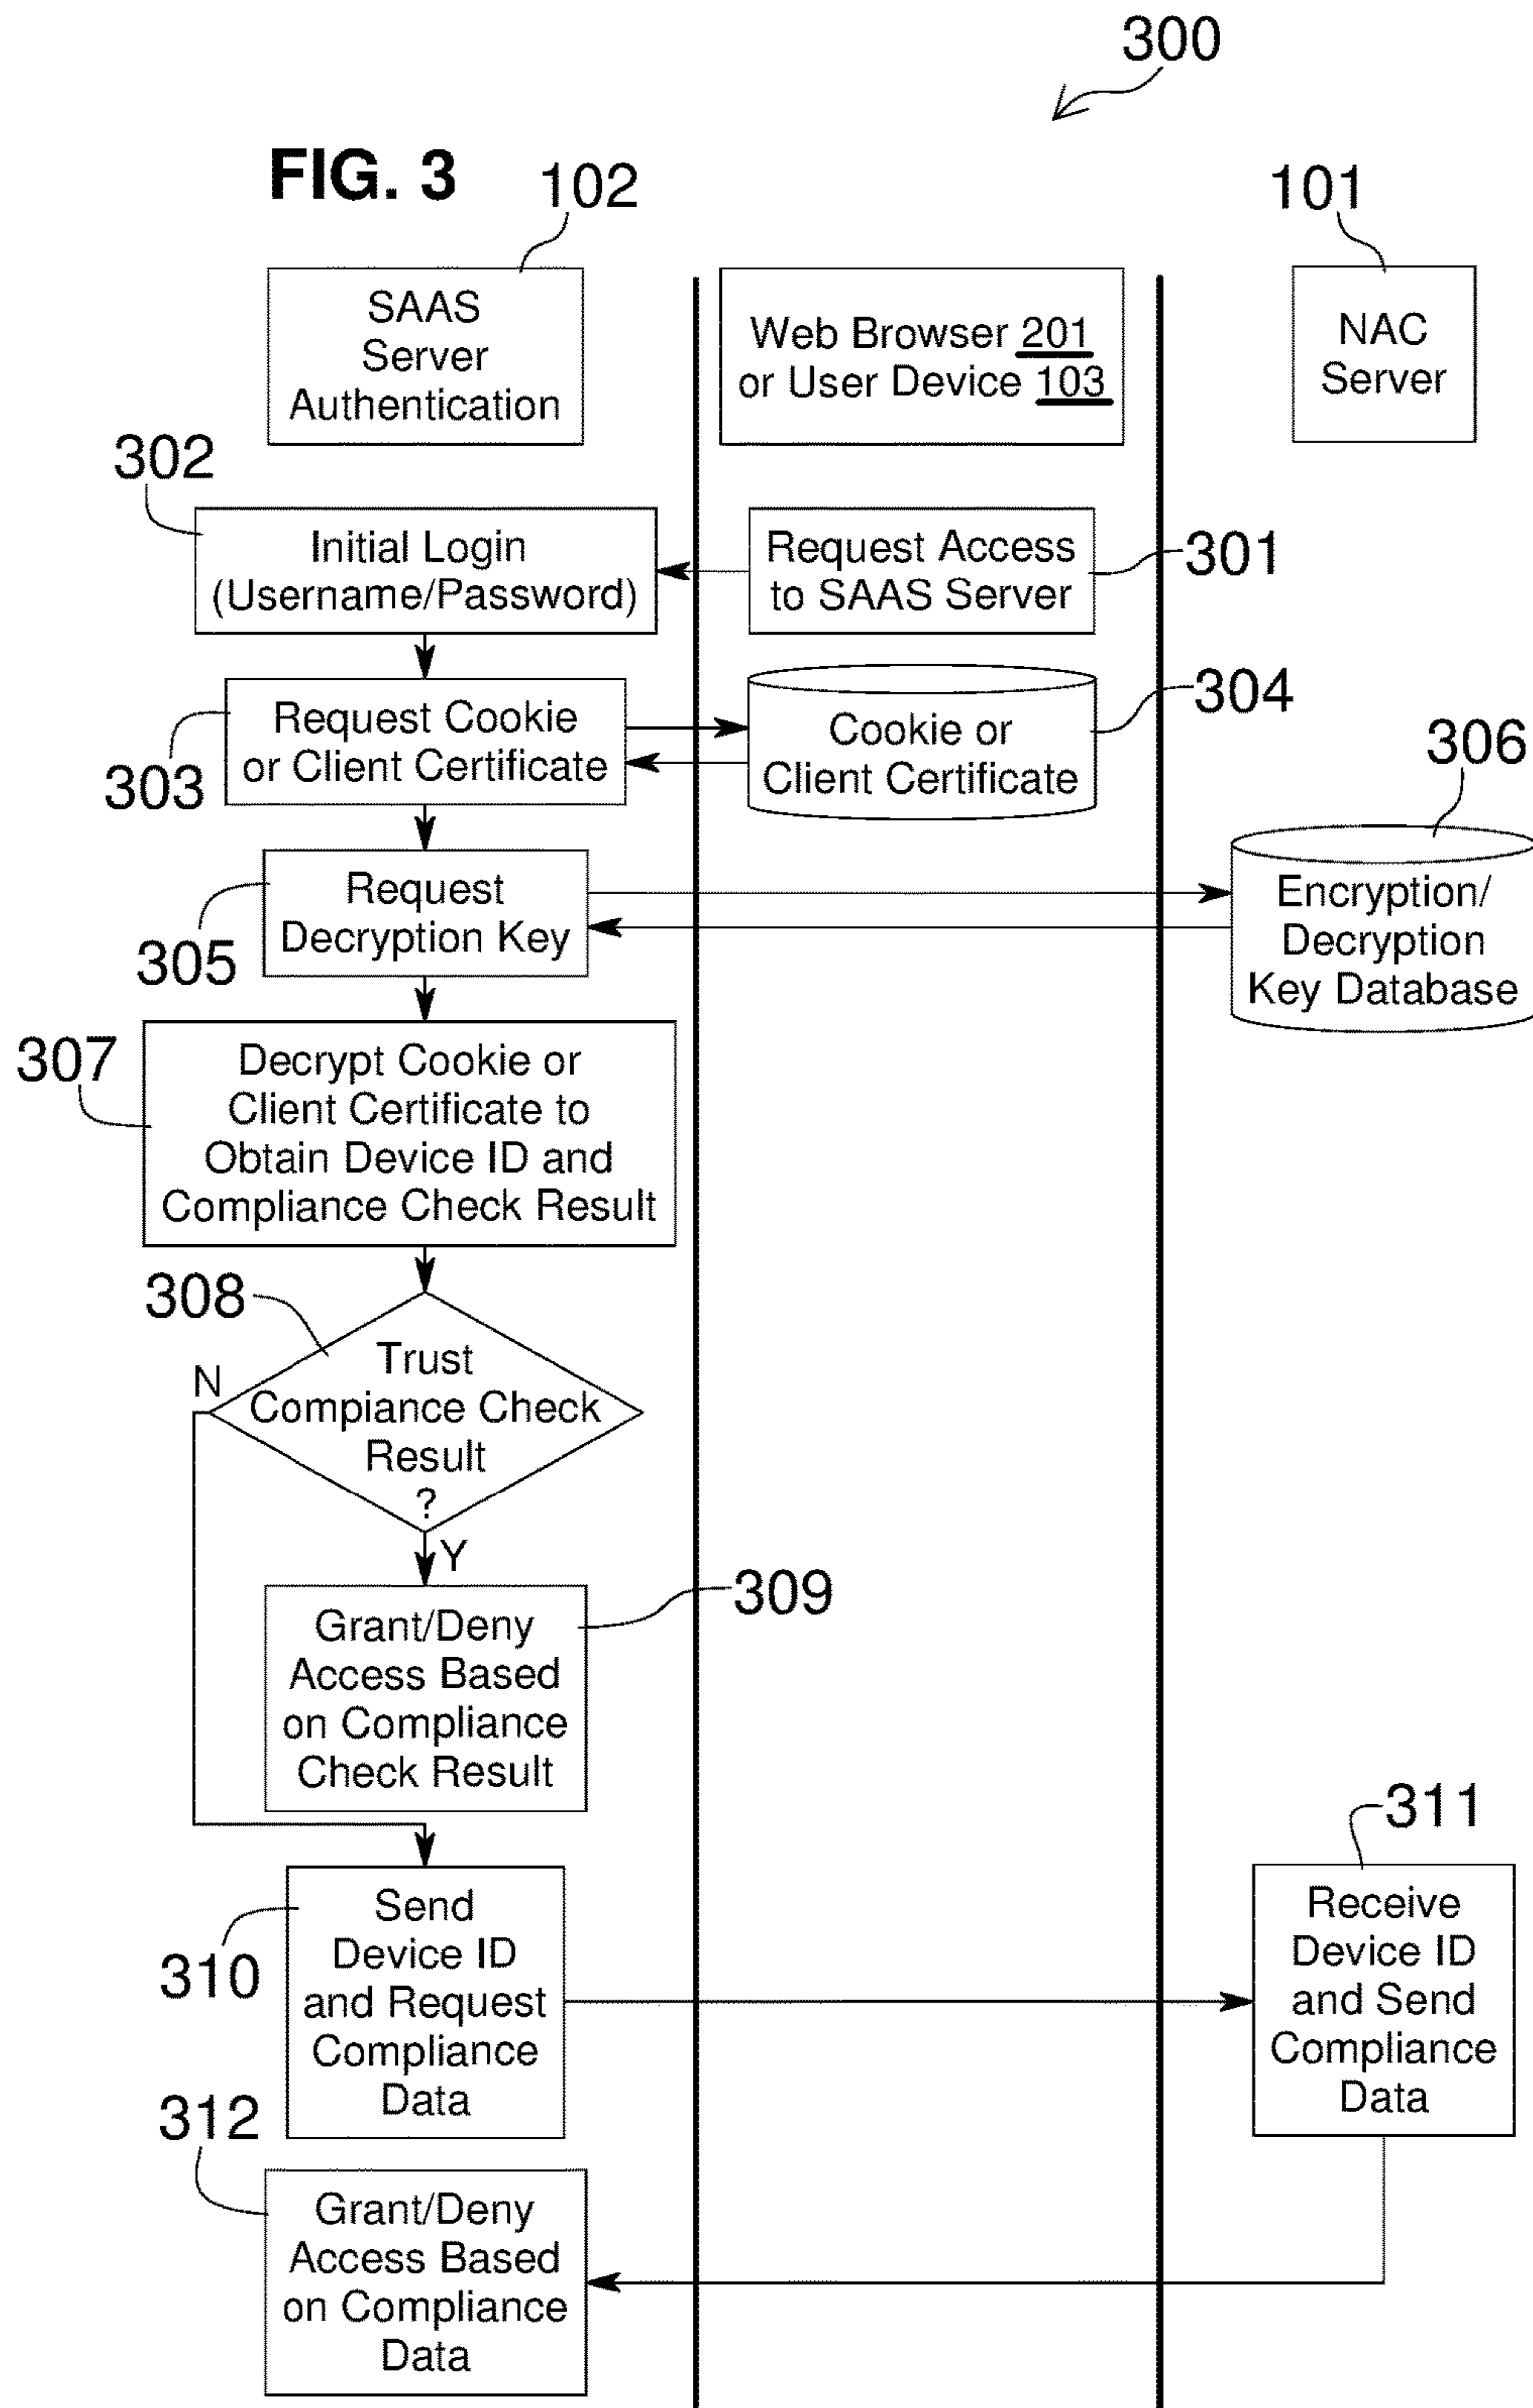 300
FIG. 3
102
101
SAAS
Server
Authentication
Web Browser 201
or User Device 103
NAC
Server
302
Initial Login
(Username/Password)
Request Access
to SAAS Server
301
303
Request Cookie
or Client Certificate
Cookie or
Client Certificate
304
306
305
Request
Decryption Key
Encryption/
Decryption
Key Database
307
Decrypt Cookie or
Client Certificate to
Obtain Device ID and
Compliance Check Result
308
N
Trust
Compiance Check
Result
?
Y
309
Grant/Deny
Access Based
on Compliance
Check Result
311
310
Send
Device ID
and Request
Compliance
Data
Receive
Device ID
and Send
Compliance
Data
312
Grant/Deny
Access Based
on Compliance
Data